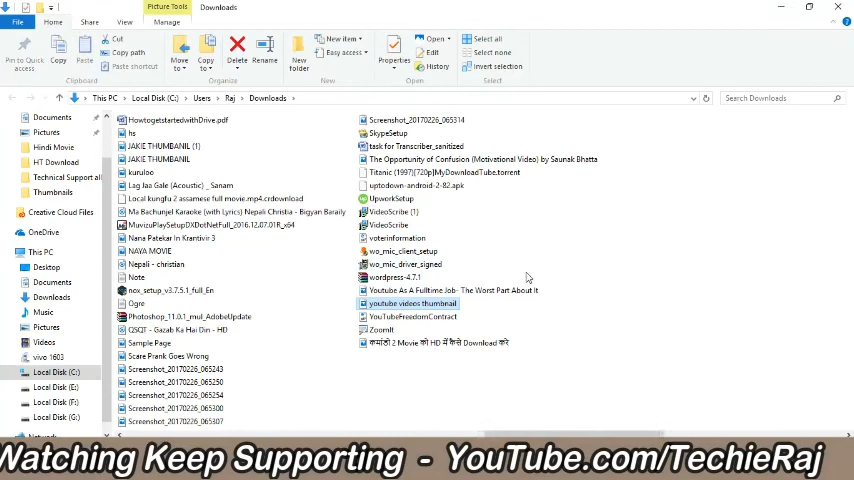 Picture Tools
Downloads
File
Home
Share
View
Manage
Pin to Quick access
Copy
Paste
Cut
Copy path
Paste shortcut
Clipboard
Move to
Copy to
Delete
Rename
Organize
New folder
New item
Easy access
New
Properties
Open
Edit
History
Open
Select all
Select none
Invert selection
Select
This PC > Local Disk (C:) > Users > Raj > Downloads >
Search Downloads
Documents
Pictures
Hindi Movie
HT Download
Technical Support all
Thumbnails
Creative Cloud Files
OneDrive
This PC
Desktop
Documents
Downloads
Music
Pictures
Videos
vivo 1603
Local Disk (C:)
Local Disk (E:)
Local Disk (F:)
Local Disk (G:)
HowtogetstartedwithDrive.pdf
hs
JAKIE THUMBANIL (1)
JAKIE THUMBANIL
kuruloo
Lag Jaa Gale (Acoustic) _ Sanam
Local kungfu 2 assamese full movie.mp4.crdownload
Ma Bachunjel Karaoke (with Lyrics) Nepali Christia - Bigyan Baraily
MuvizuPlaySetupDXDotNetFull_2016.12.07.01R_x64
Nana Patekar In Krantivir 3
NAYA MOVIE
Nepali - christian
Note
nox_setup_v3.7.5.1_full_En
Ogre
Photoshop_11.0.1_mul_AdobeUpdate
QSQT - Gazab Ka Hai Din - HD
Sample Page
Scare Prank Goes Wrong
Screenshot_20170226_065243
Screenshot_20170226_065250
Screenshot_20170226_065254
Screenshot_20170226_065300
Screenshot_20170226_065307
Screenshot_20170226_065314
SkypeSetup
task for Transcriber_sanitized
The Opportunity of Confusion (Motivational Video) by Saunak Bhatta
Titanic (1997)[720p]MyDownloadTube.torrent
uptodown-android-2-82.apk
UpworkSetup
VideoScribe (1)
VideoScribe
voterinformation
wo_mic_client_setup
wo_mic_driver_signed
wordpress-4.7.1
Youtube As A Fulltime Job- The Worst Part About It
youtube videos thumbnail
YouTubeFreedomContract
ZoomIt
कमांडो 2 Movie को HD में कैसे Download करे
Watching Keep Supporting - YouTube.com/TechieRaj